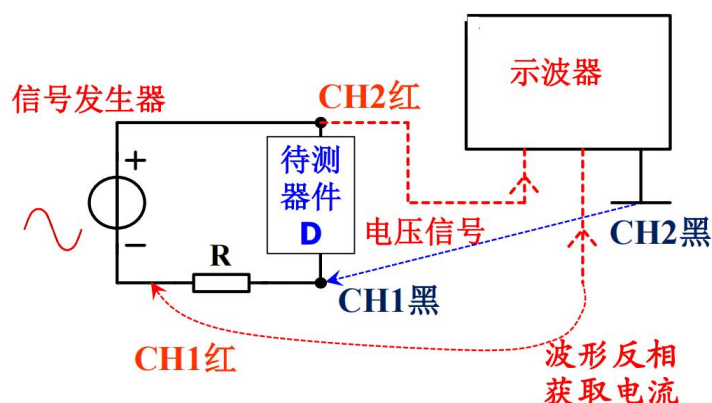 示波器
信号发生器
CH2红
+
待测
器件
D
-
电压信号
CH2黑
R
CH1黑
CH1红
波形反相
获取电流